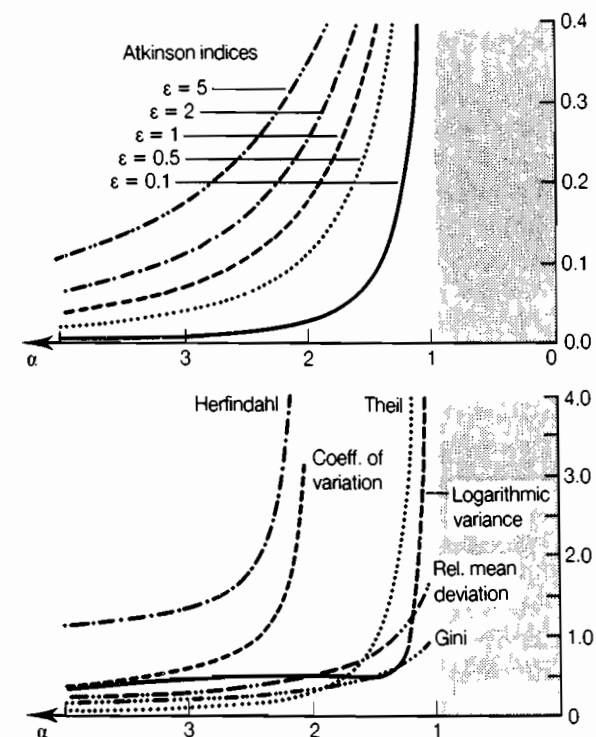 Atkinson indices
ε = 5
ε = 2
ε = 1
ε = 0.5
ε = 0.1
0.4
0.3
0.2
0.1
0.0
α
3
2
1
0
Herfindahl
Theil
Coeff. of
variation
Logarithmic
variance
Rel. mean
deviation
Gini
4.0
3.0
2.0
1.0
0
α
3
2
1